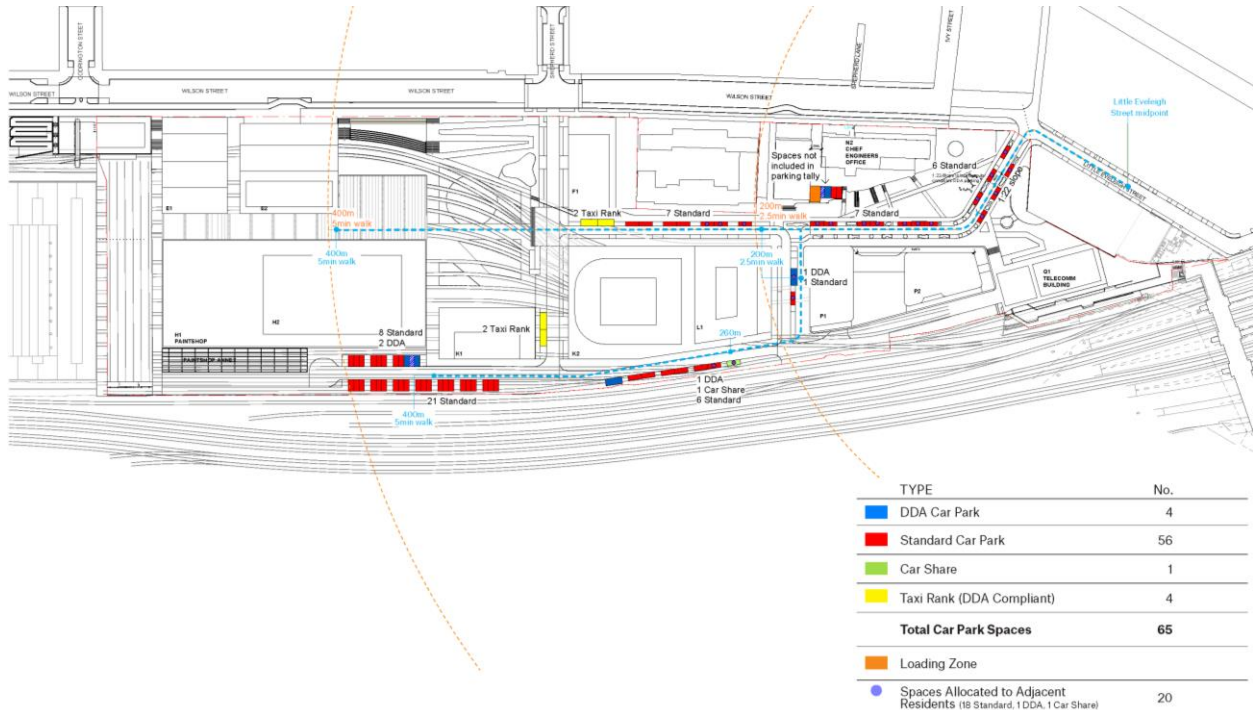 CODRINGTON STREET
SHEPHERD STREET
SHEPHERD LANE
IVY STREET
WILSON STREET
WILSON STREET
WILSON STREET
WILSON STREET
Little Eveleigh
Street midpoint
N2
CHIEF
ENGINEERS
OFFICE
Spaces not
included in
parking tally
6 Standard
1:22 slope
F1
2 Taxi Rank
7 Standard
200m
2.5min walk
7 Standard
400m
5min walk
400m
5min walk
200m
2.5min walk
1 DDA
1 Standard
P1
P2
Q1
TELECOMM
BUILDING
H1
PAINTSHOP
H2
PAINTSHOP ANNEX
8 Standard
2 DDA
2 Taxi Rank
K1
K2
L1
260m
1 DDA
1 Car Share
6 Standard
21 Standard
400m
5min walk
TYPE No.
DDA Car Park 4
Standard Car Park 56
Car Share 1
Taxi Rank (DDA Compliant) 4
Total Car Park Spaces 65
Loading Zone
Spaces Allocated to Adjacent
Residents (18 Standard, 1 DDA, 1 Car Share) 20